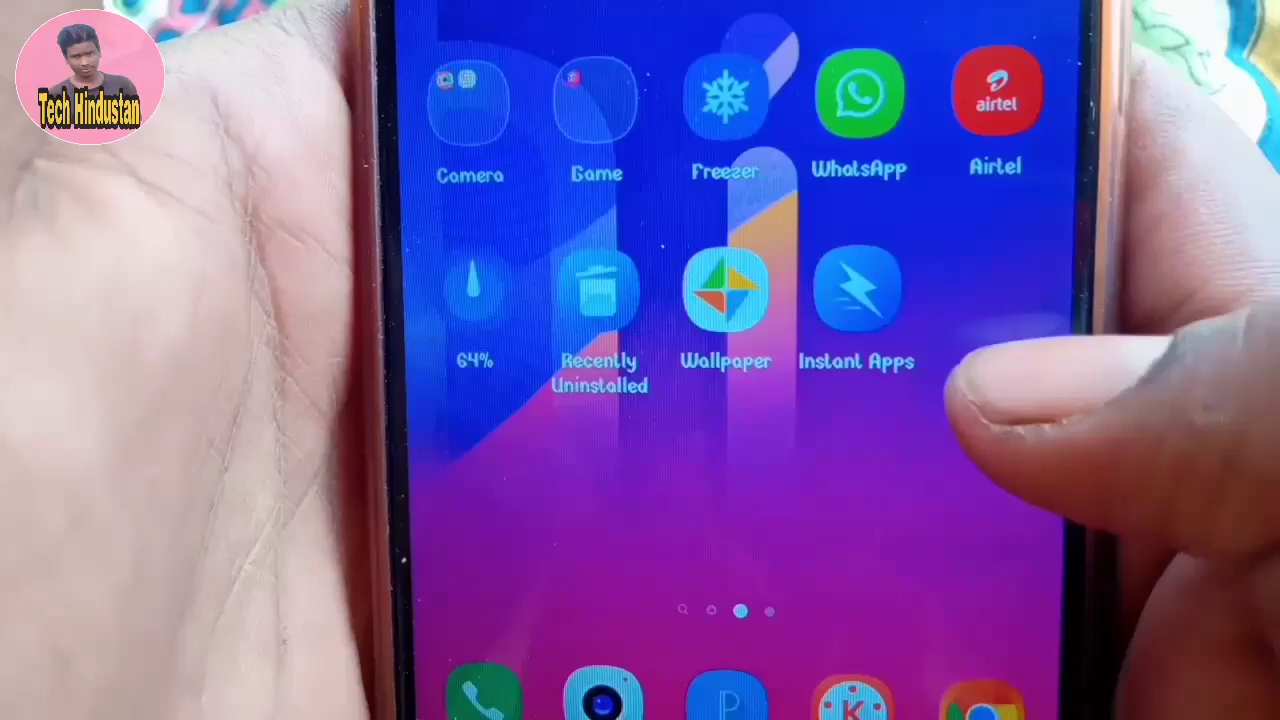 Tech Hindustan
airtel
Camera
Game
Freezer
WhatsApp
Airtel
64%
Recently
Uninstalled
Wallpaper
Instant Apps
P
K